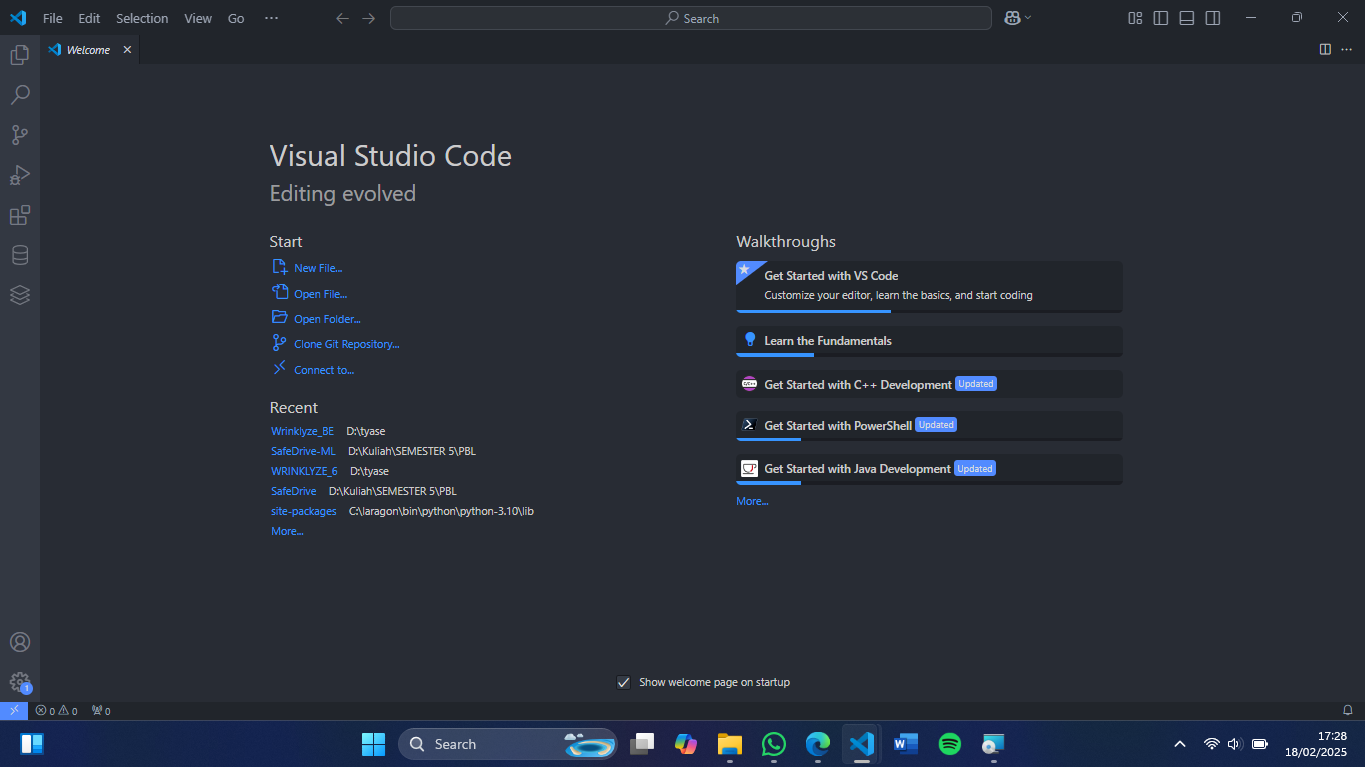 File Edit Selection View Go ···
Search
Welcome
Visual Studio Code
Editing evolved
Start
New File...
Open File...
Open Folder...
Clone Git Repository...
Connect to...
Recent
Wrinklyze_BE D:\tyase
SafeDrive-ML D:\Kuliah\SEMESTER 5\PBL
WRINKLYZE_6 D:\tyase
SafeDrive D:\Kuliah\SEMESTER 5\PBL
site-packages C:\laragon\bin\python\python-3.10\lib
More...
Walkthroughs
Get Started with VS Code
Customize your editor, learn the basics, and start coding
Learn the Fundamentals
C/C++ Get Started with C++ Development Updated
Get Started with PowerShell Updated
Get Started with Java Development Updated
More...
Show welcome page on startup
1
0 0 0
Search
W
17:28
18/02/2025